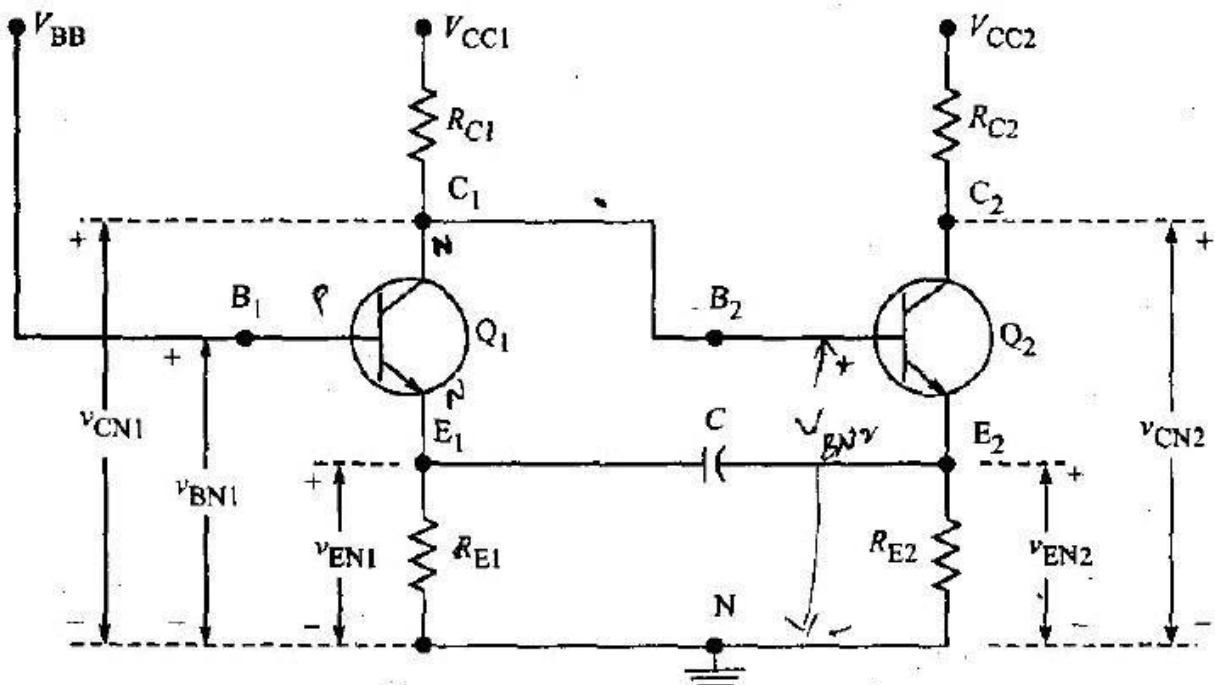 V_BB V_CC1 V_CC2
R_C1 R_C2
C_1 C_2
+ N +
B_1 P B_2
+ Q_1 + Q_2
N
E_1 C V_BN2 E_2
v_CN1 v_BN1 v_CN2
+ +
v_EN1 R_E1 R_E2 v_EN2
N
− − − − − −